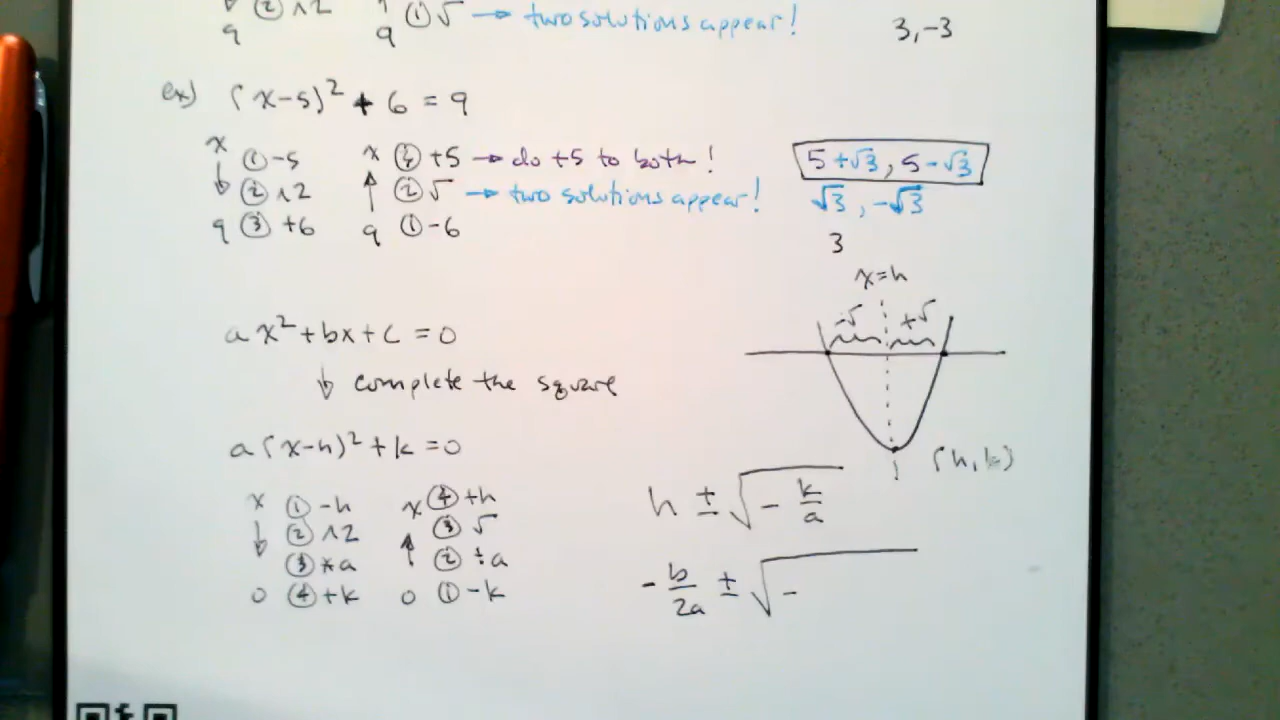 ② ^2 ① √ → two solutions appear! 3, -3
9 9
ex) (x-5)² + 6 = 9
x ① -5 x ③ +5 → do +5 to both! 5+√3, 5-√3
② ^2 ② √ → two solutions appear! √3, -√3
9 ③ +6 9 ① -6 3
x=h
-√ +√
ax²+bx+c=0
↓ complete the square
a(x-h)²+k=0
(h,k)
x ① -h x ④ +h h ± √(- k/a)
② ^2 ③ √
③ *a ② ÷a
0 ④ +k 0 ① -k -b/2a ± √-